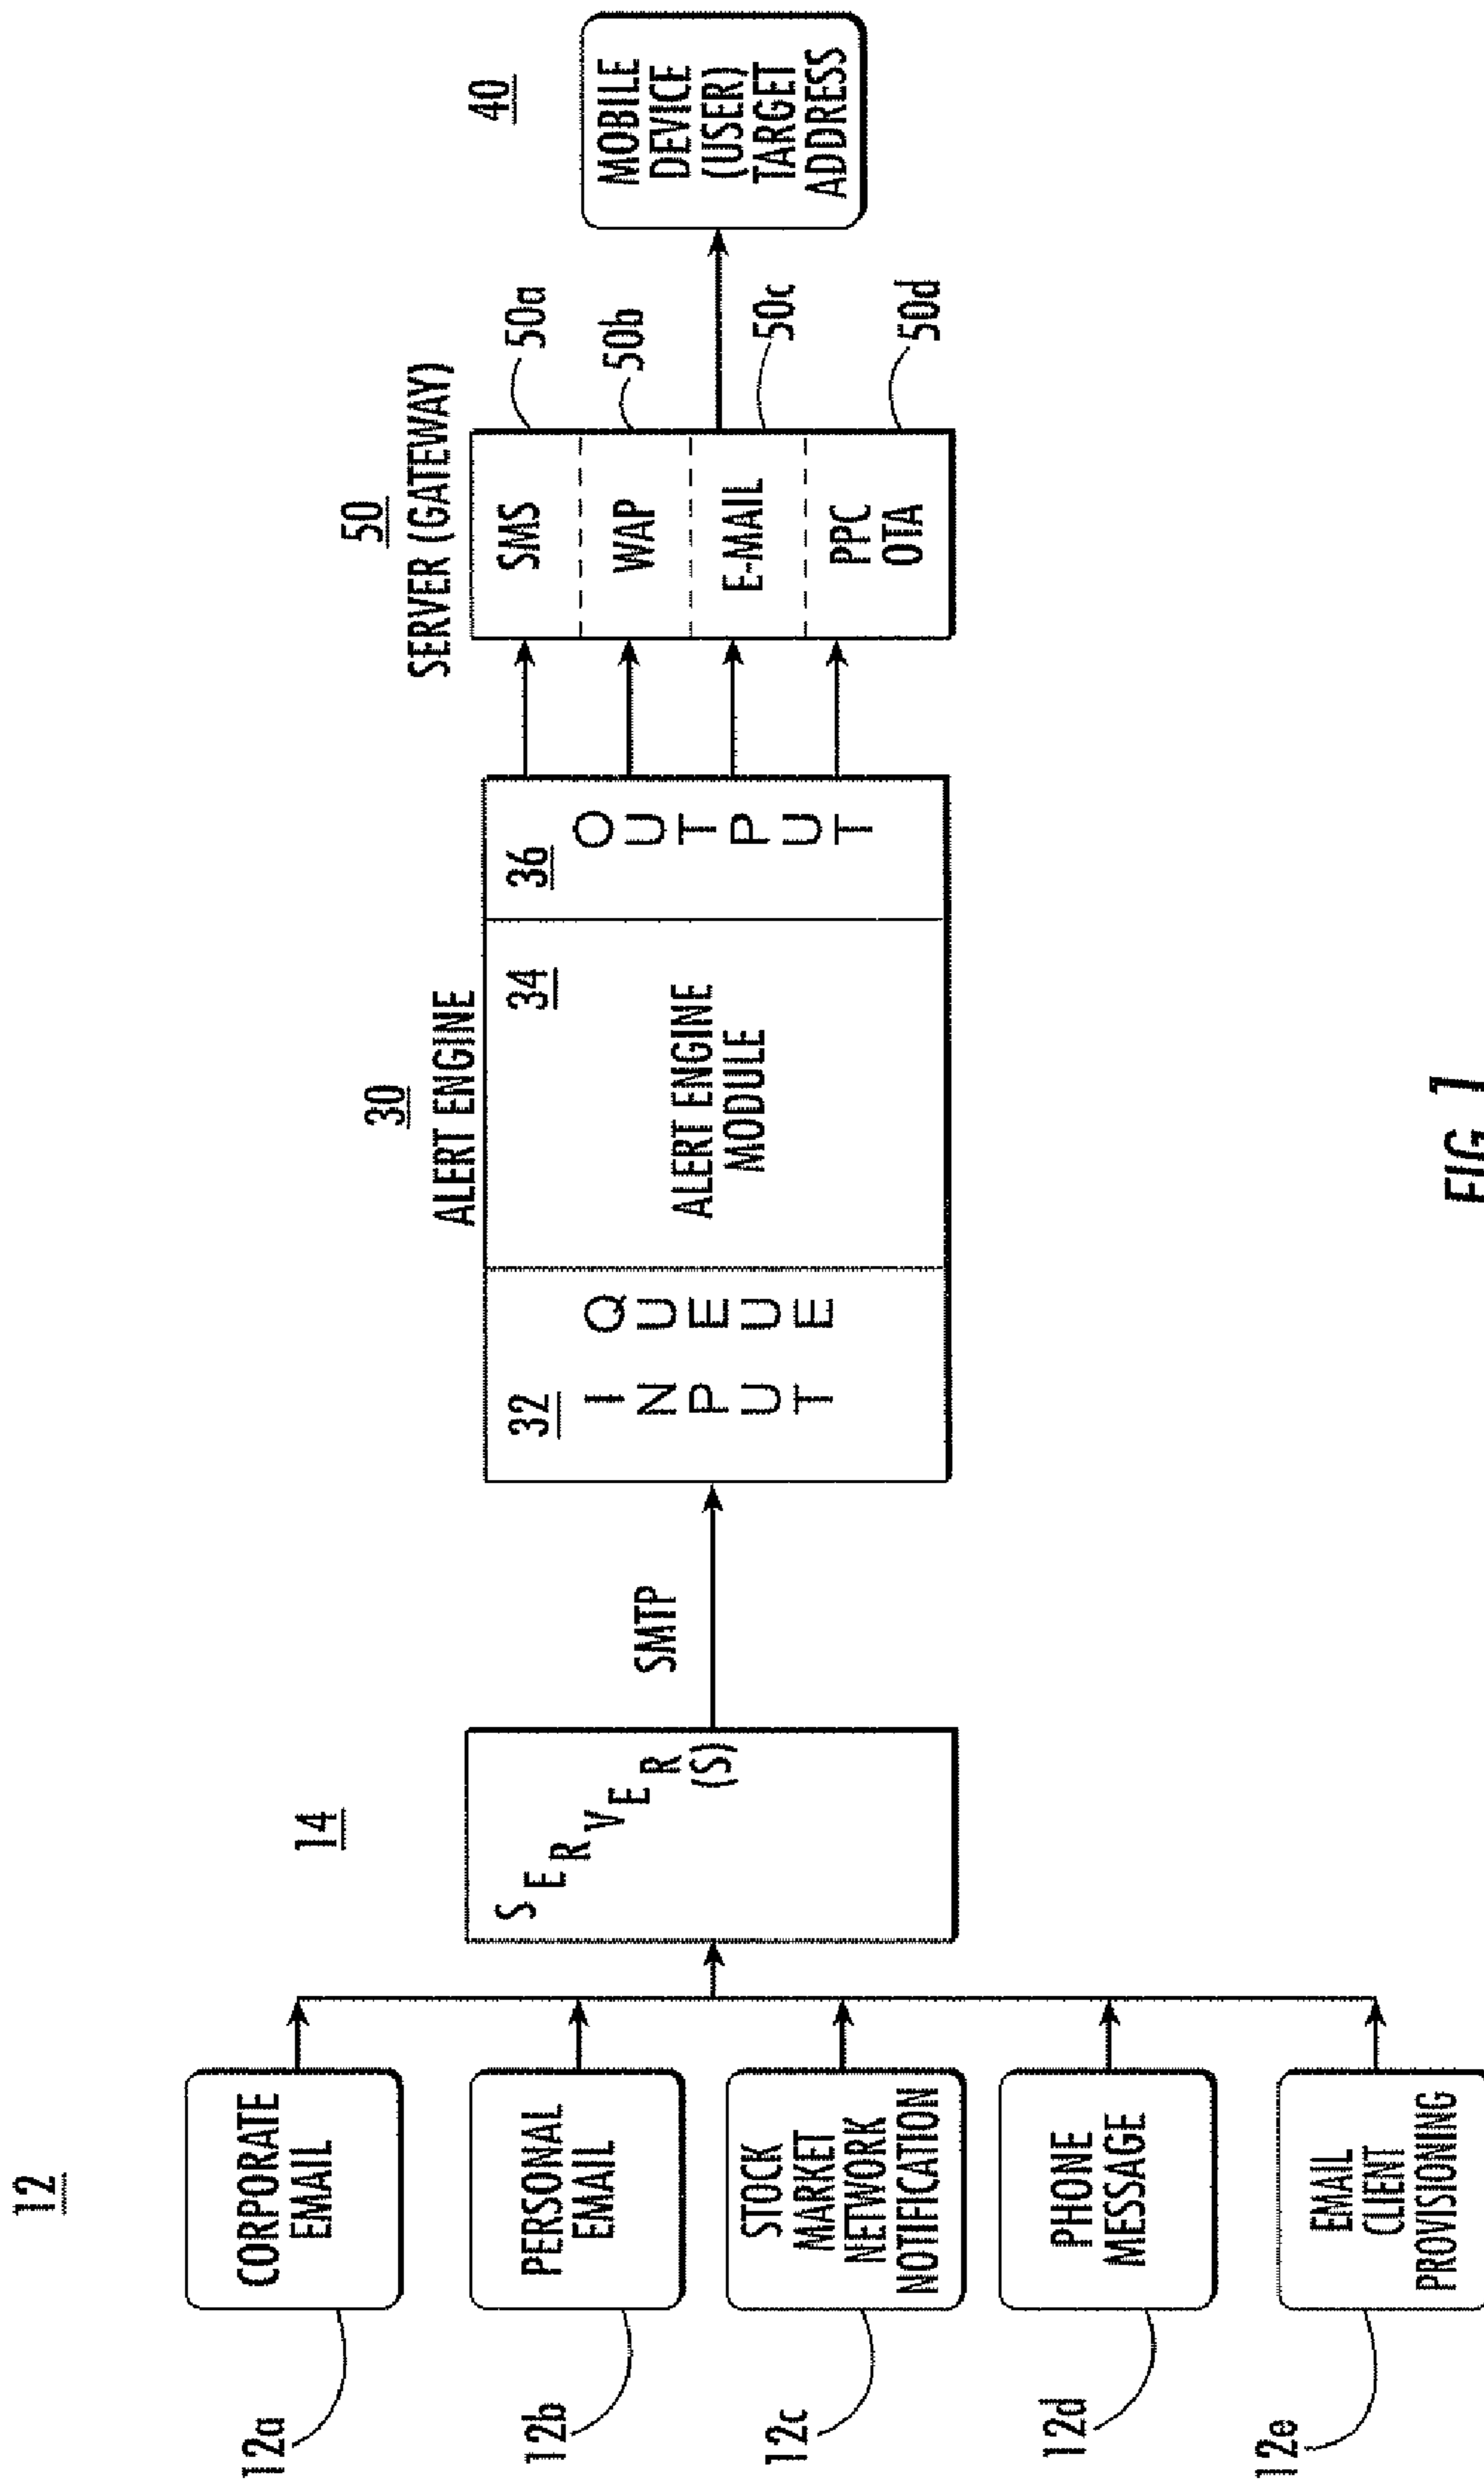 12
12a
CORPORATE
EMAIL
12b
PERSONAL
EMAIL
12c
STOCK
MARKET
NETWORK
NOTIFICATION
12d
PHONE
MESSAGE
12e
EMAIL
CLIENT
PROVISIONING
14
SERVER
(S)
SMTP
30
ALERT ENGINE
32
INPUT
QUEUE
34
ALERT ENGINE
MODULE
36
OUTPUT
50
SERVER (GATEWAY)
SMS
50a
WAP
50b
E-MAIL
50c
PPC
OTA
50d
40
MOBILE
DEVICE
(USER)
TARGET
ADDRESS
FIG. 1